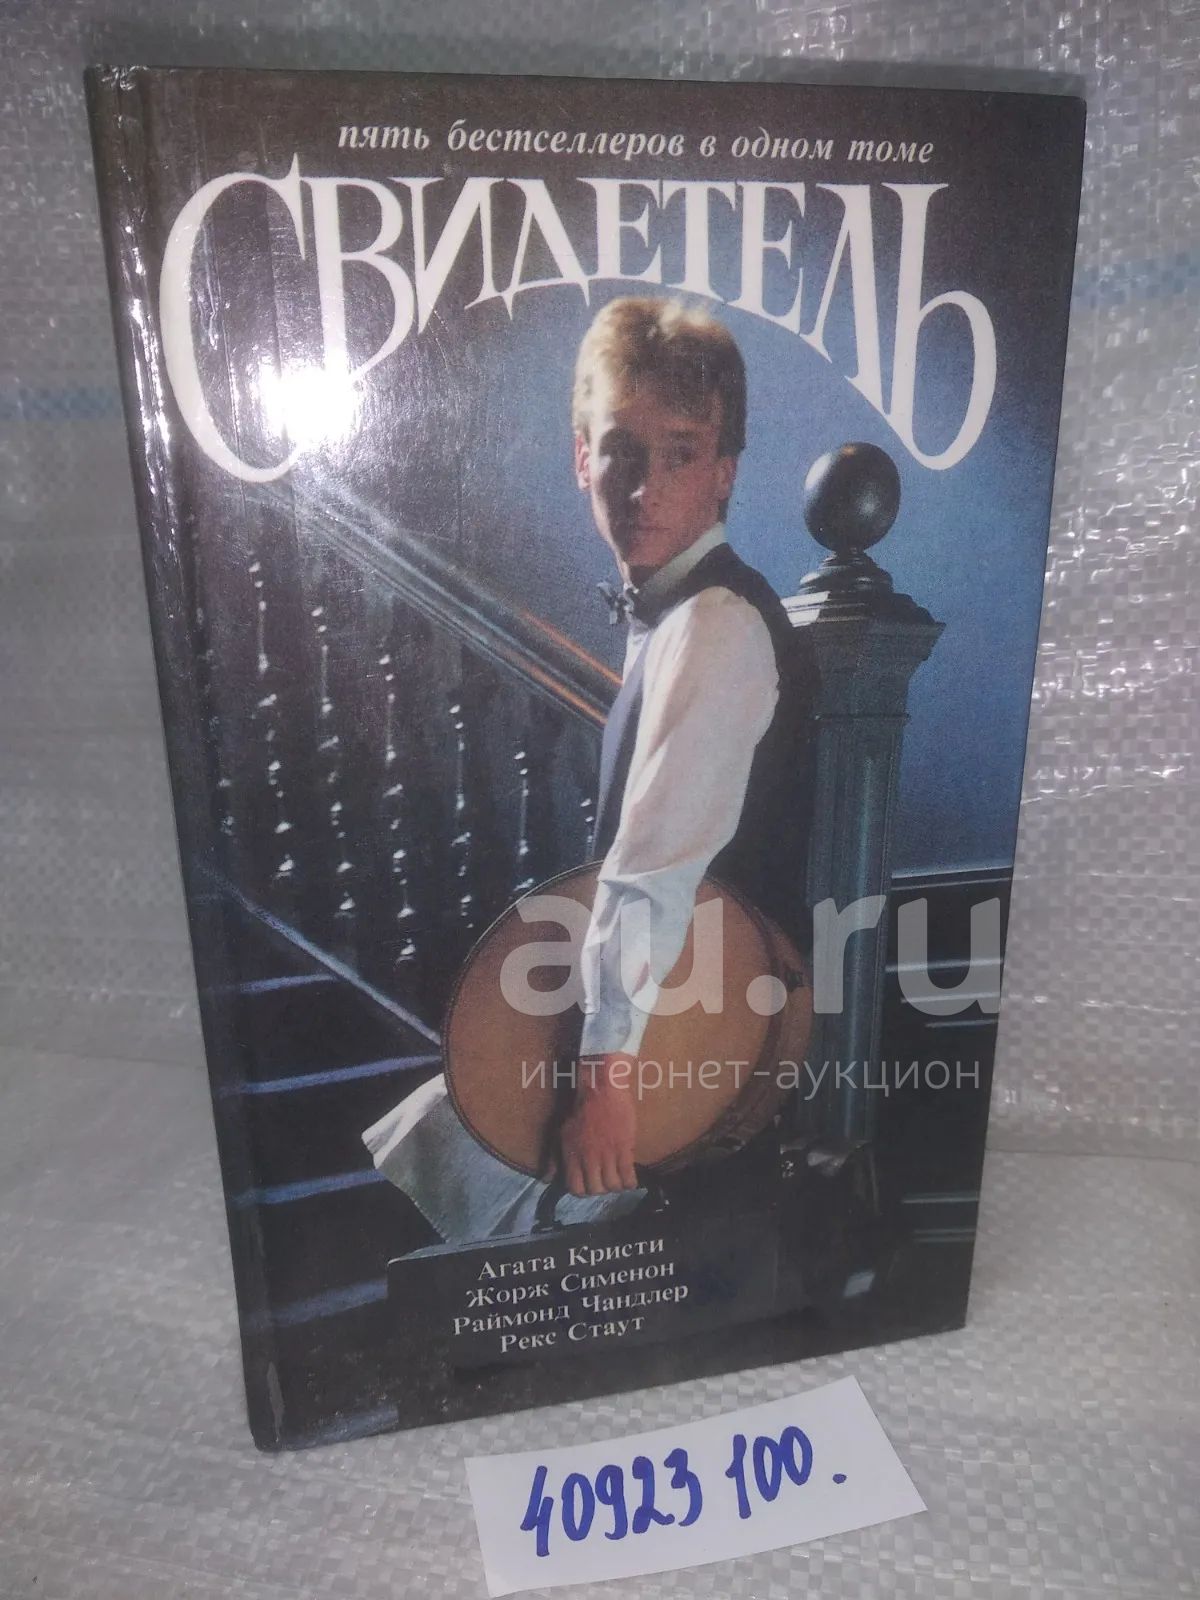 пять бестселлеров в одном томе
СВИДЕТЕЛЬ
au.ru
интернет-аукцион
Агата Кристи
Жорж Сименон
Раймонд Чандлер
Рекс Стаут
40923 100.